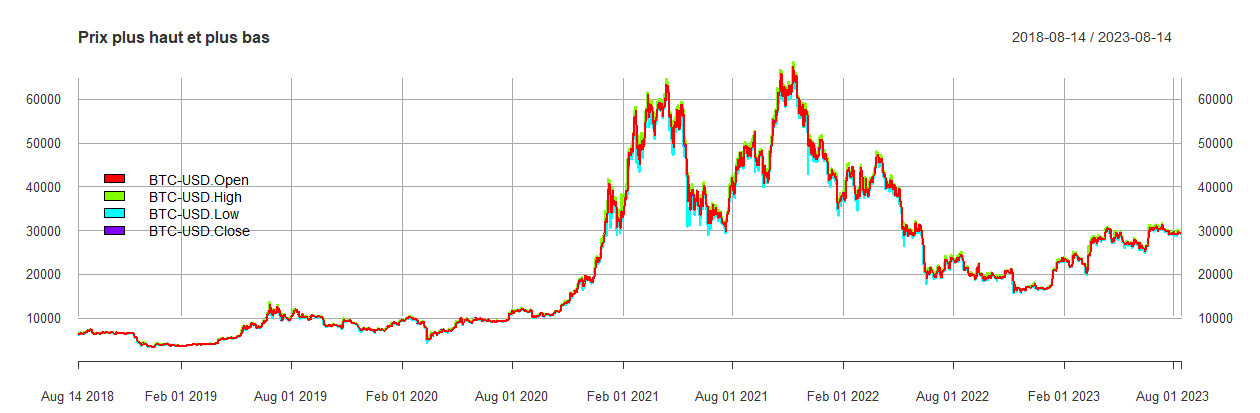 Prix plus haut et plus bas 2018-08-14 / 2023-08-14
60000 60000
50000 50000
BTC-USD.Open
40000 40000
BTC-USD.High
BTC-USD.Low
30000 BTC-USD.Close 30000
20000 20000
10000 10000
Aug 14 2018 Feb 01 2019 Aug 01 2019 Feb 01 2020 Aug 01 2020 Feb 01 2021 Aug 01 2021 Feb 01 2022 Aug 01 2022 Feb 01 2023 Aug 01 2023